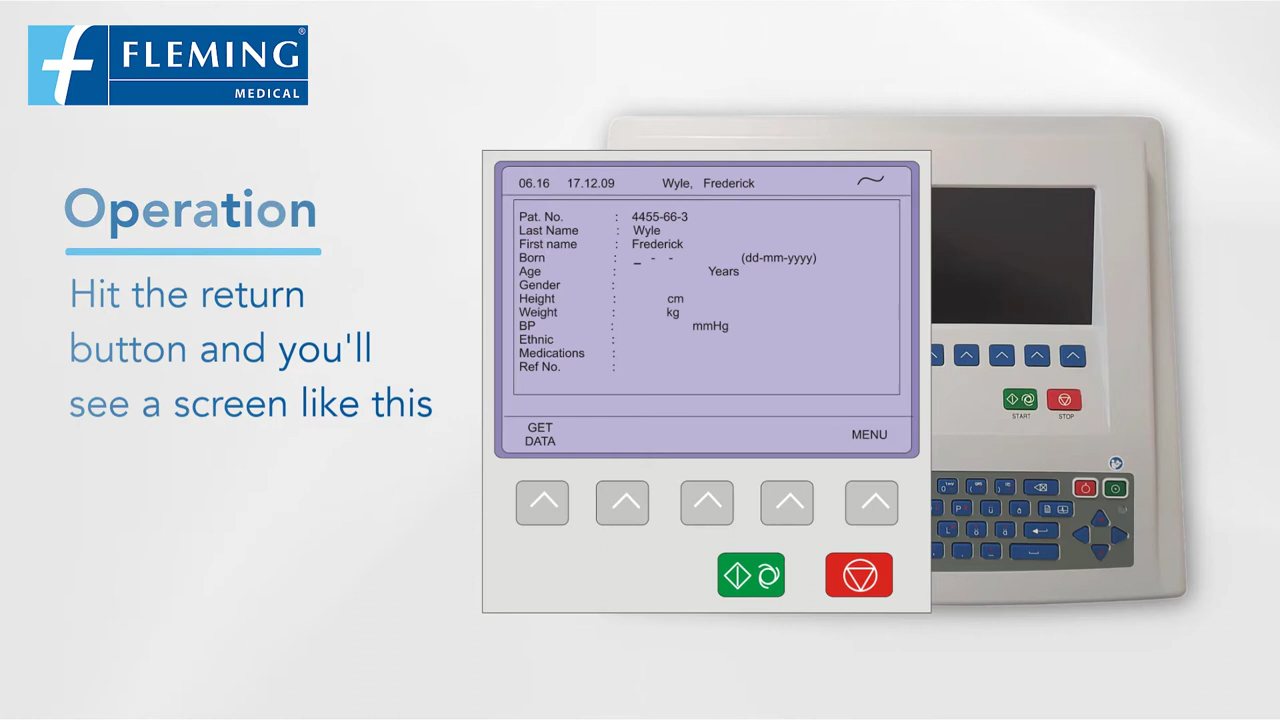 FLEMING®
MEDICAL
Operation
Hit the return
button and you'll
see a screen like this
06.16 17.12.09 Wyle, Frederick
Pat. No. : 4455-66-3
Last Name : Wyle
First name : Frederick
Born : _ - - (dd-mm-yyyy)
Age : Years
Gender :
Height : cm
Weight : kg
BP : mmHg
Ethnic :
Medications :
Ref No. :
GET
DATA
MENU
START
STOP
P
Ü
L
Ö